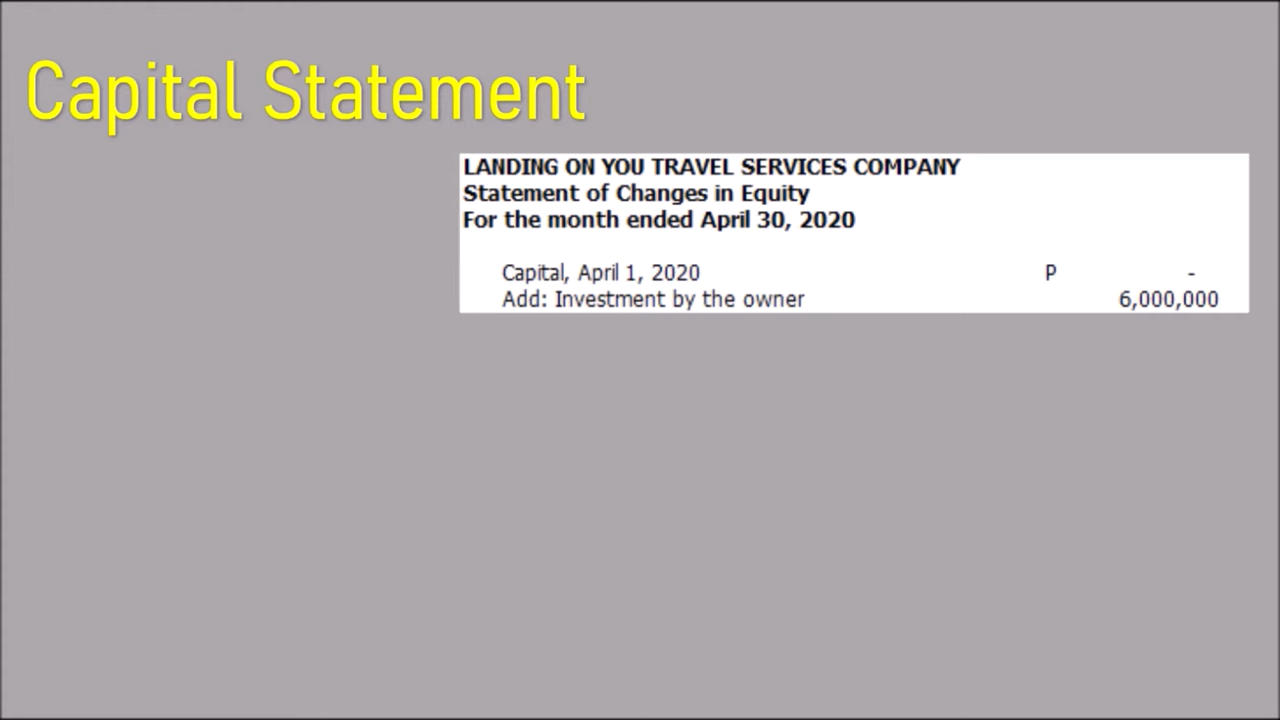 Capital Statement
LANDING ON YOU TRAVEL SERVICES COMPANY
Statement of Changes in Equity
For the month ended April 30, 2020
Capital, April 1, 2020 P -
Add: Investment by the owner 6,000,000